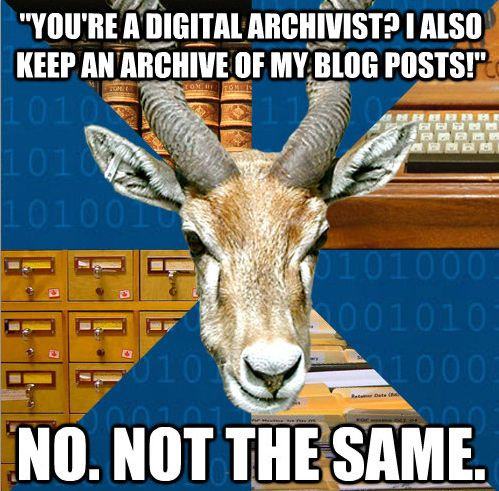 "YOU'RE A DIGITAL ARCHIVIST? I ALSO
KEEP AN ARCHIVE OF MY BLOG POSTS!"
NO. NOT THE SAME.